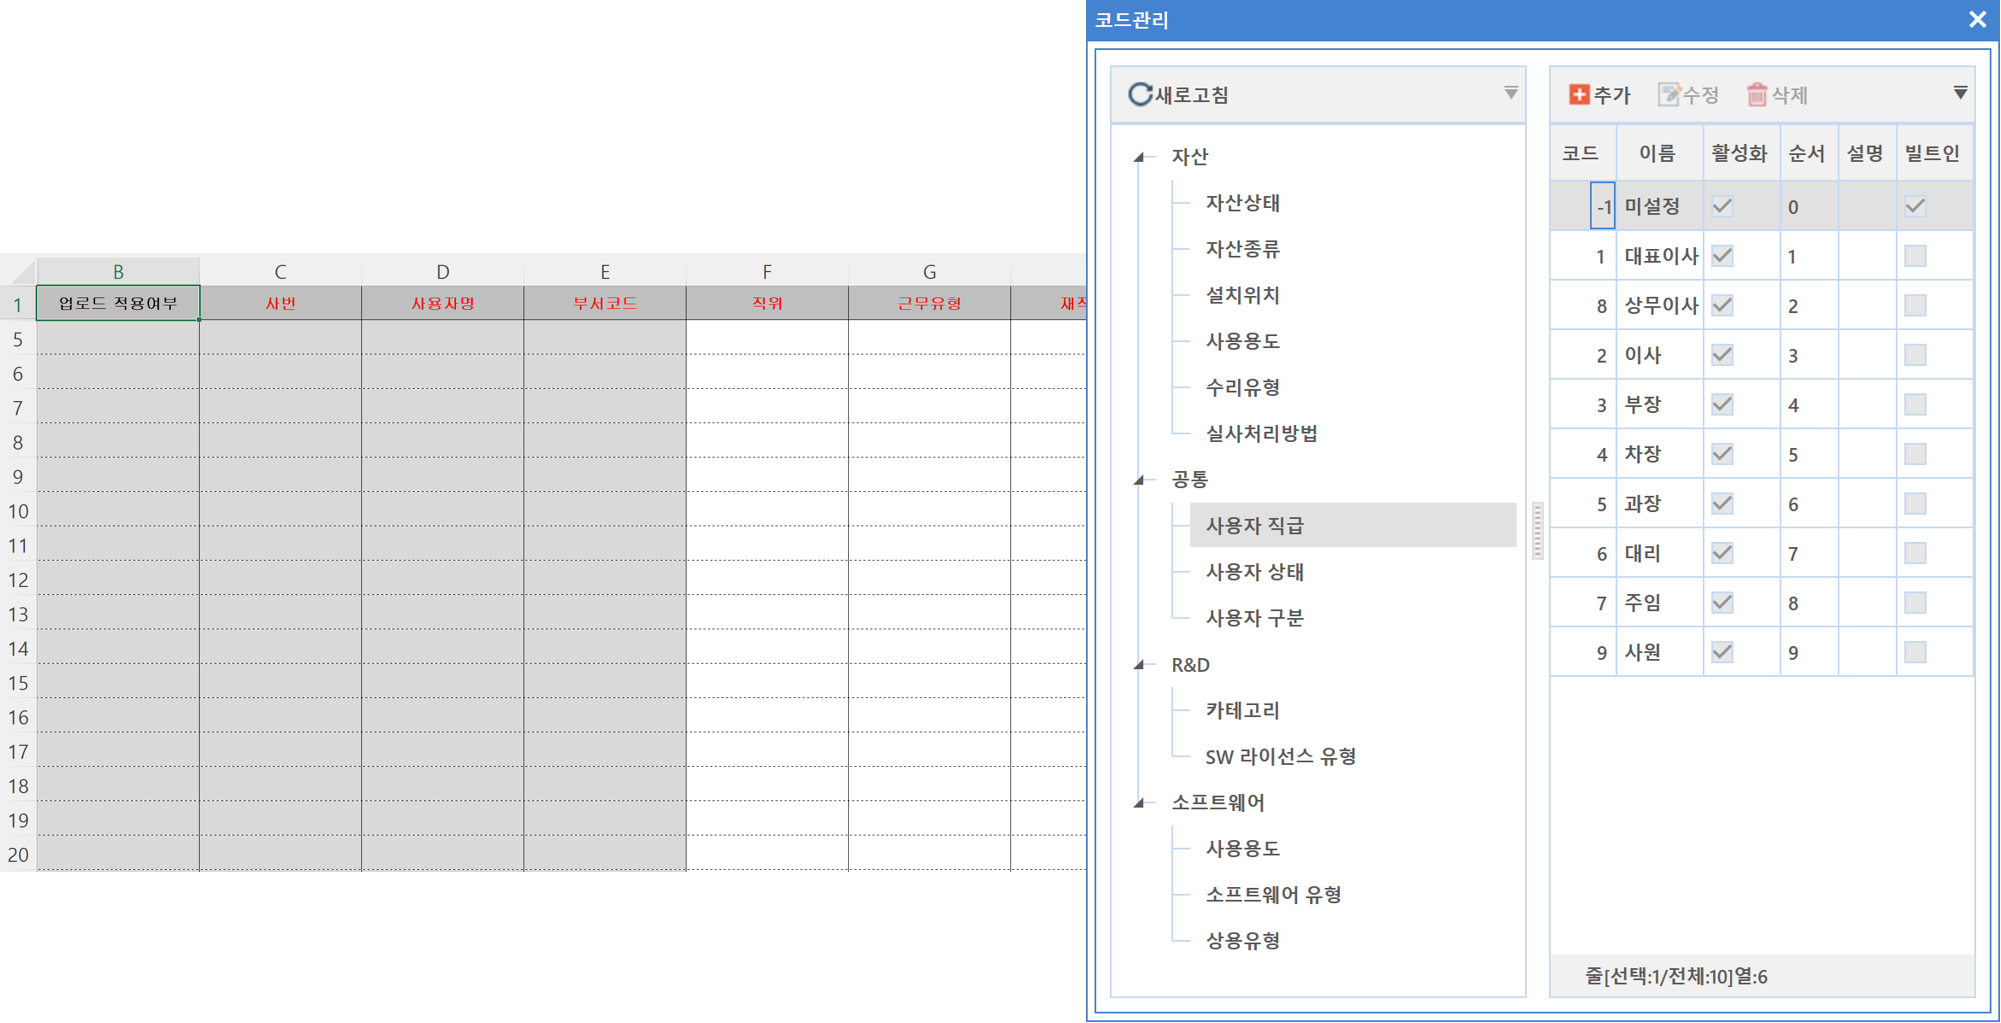 B C D E F G
1 업로드 적용여부 사번 사용자명 부서코드 직위 근무유형
5
6
7
8
9
10
11
12
13
14
15
16
17
18
19
20
코드관리
새로고침
자산
자산상태
자산종류
설치위치
사용용도
수리유형
실사처리방법
공통
사용자 직급
사용자 상태
사용자 구분
R&D
카테고리
SW 라이선스 유형
소프트웨어
사용용도
소프트웨어 유형
상용유형
추가 수정 삭제
코드 이름 활성화 순서 설명 빌트인
-1 미설정 0
1 대표이사 1
8 상무이사 2
2 이사 3
3 부장 4
4 차장 5
5 과장 6
6 대리 7
7 주임 8
9 사원 9
줄[선택:1/전체:10]열:6